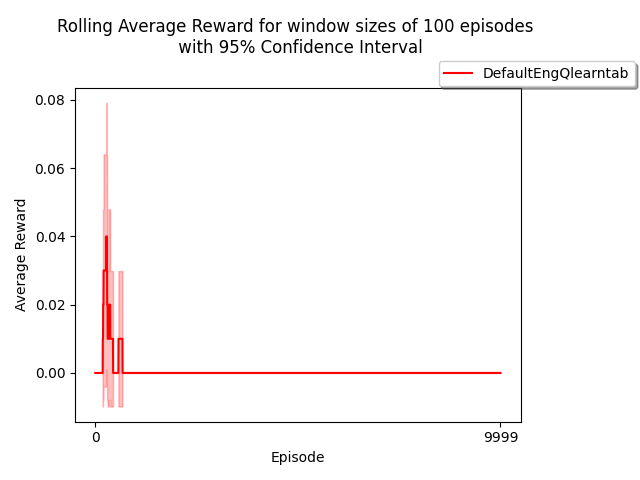 Rolling Average Reward for window sizes of 100 episodes
with 95% Confidence Interval
DefaultEngQlearntab
0.08
0.06
0.04
0.02
0.00
Average Reward
0
9999
Episode